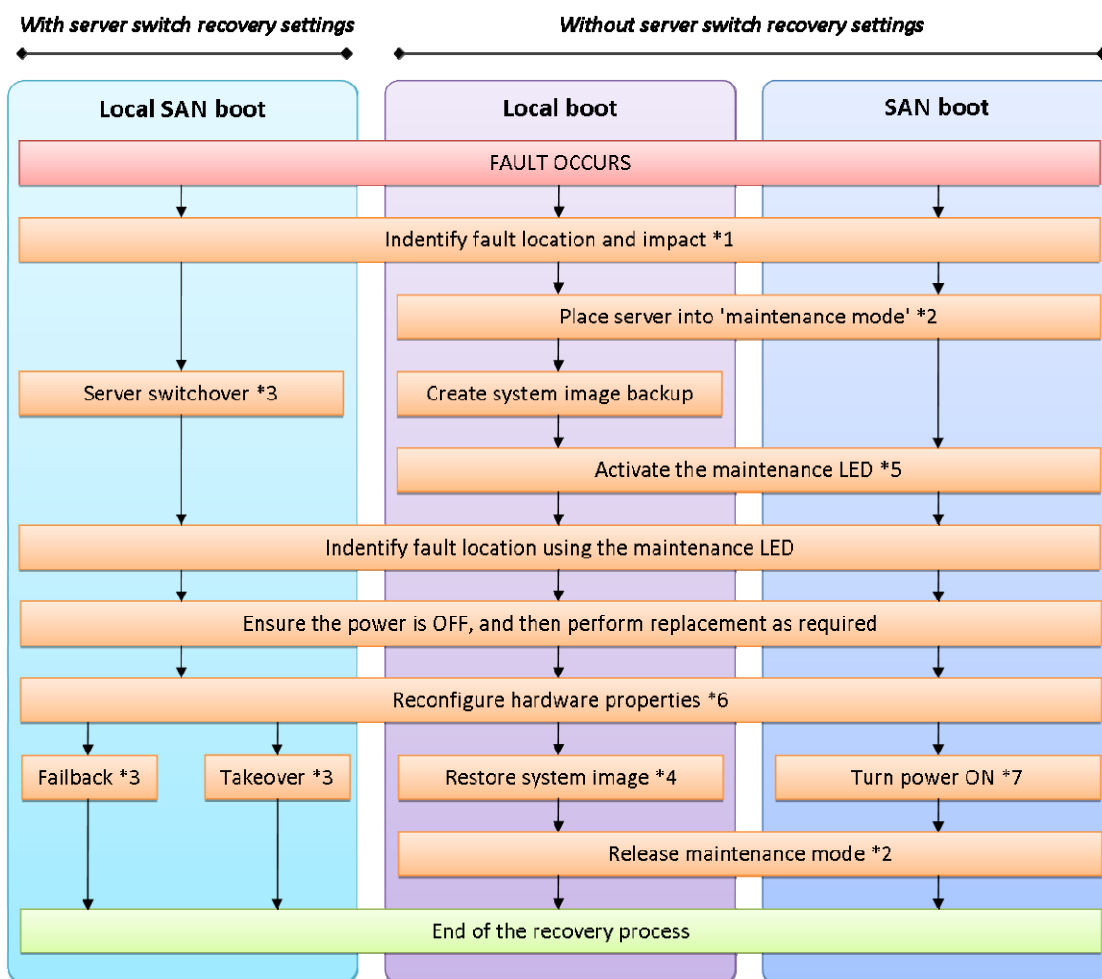 With server switch recovery settings
Without server switch recovery settings
Local SAN boot
Local boot
SAN boot
FAULT OCCURS
Indentify fault location and impact *1
Place server into 'maintenance mode' *2
Server switchover *3
Create system image backup
Activate the maintenance LED *5
Indentify fault location using the maintenance LED
Ensure the power is OFF, and then perform replacement as required
Reconfigure hardware properties *6
Failback *3
Takeover *3
Restore system image *4
Turn power ON *7
Release maintenance mode *2
End of the recovery process